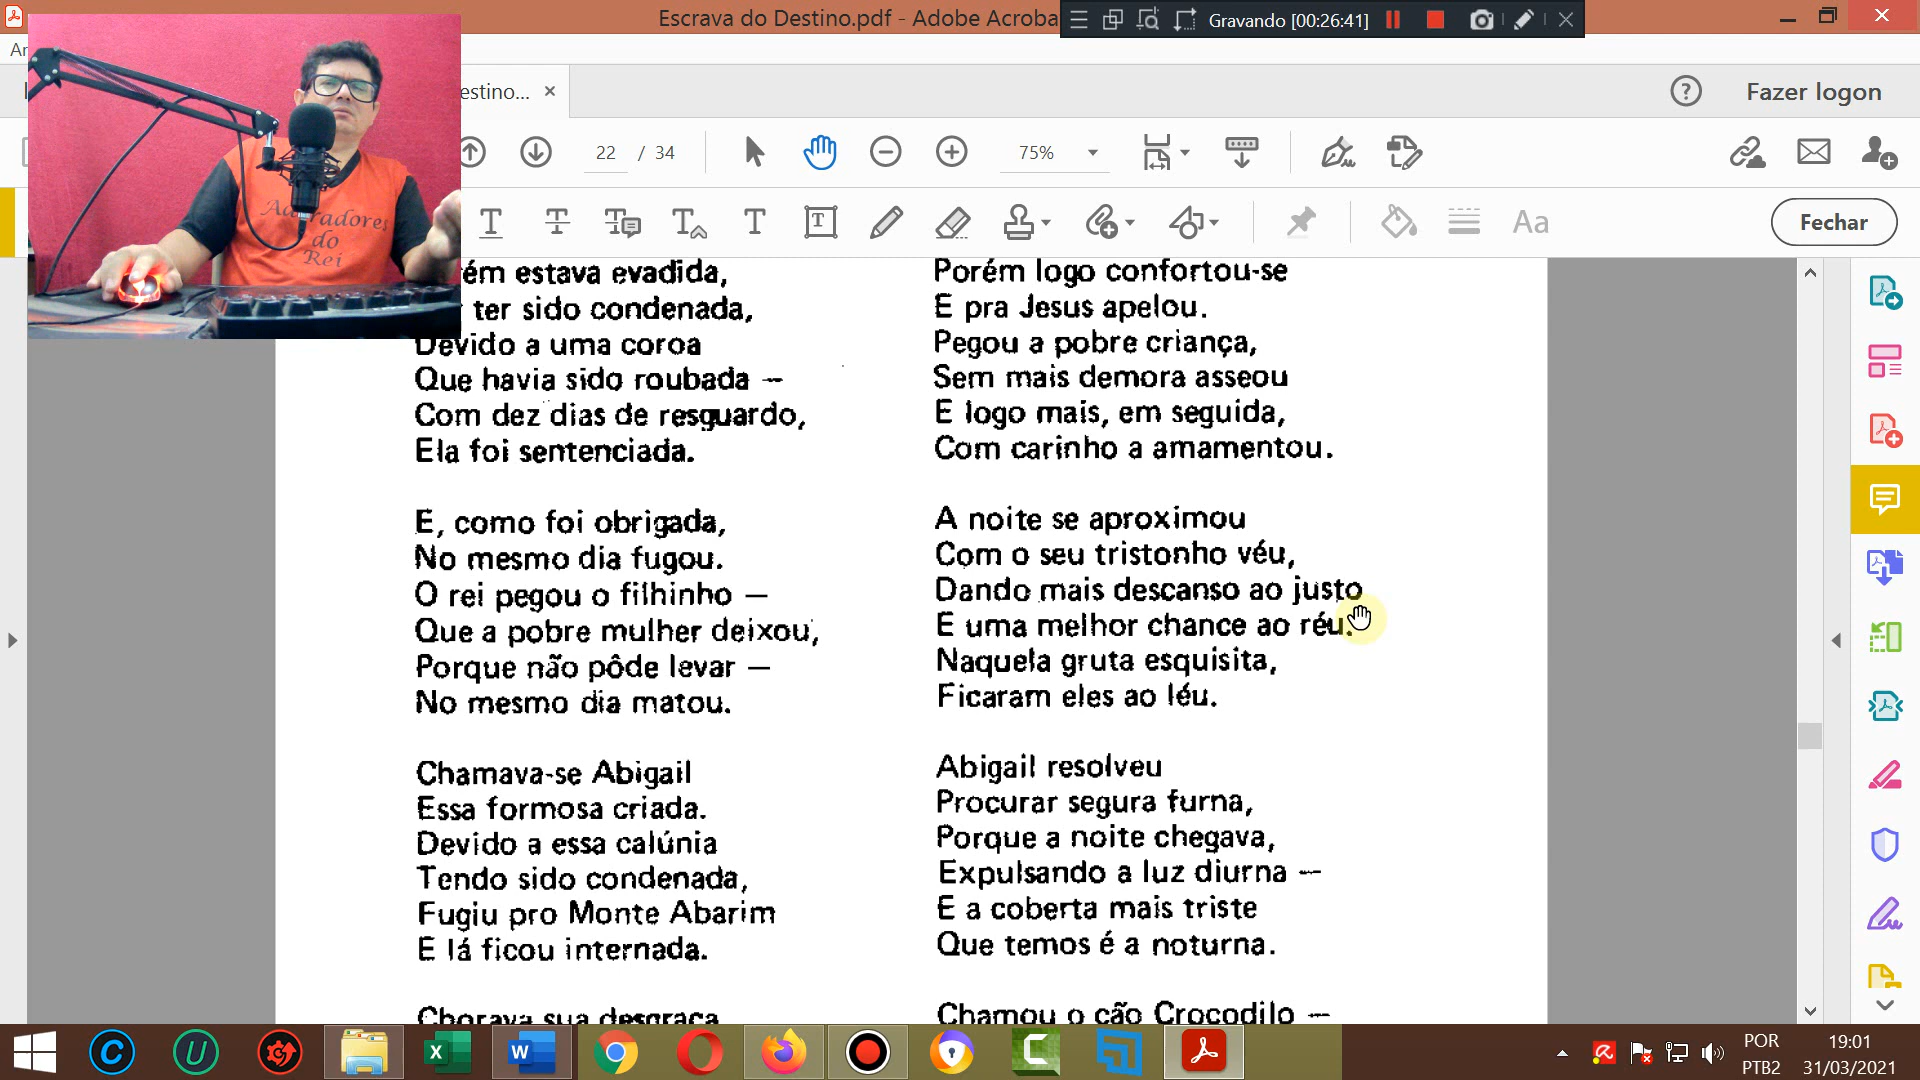 Escrava do Destino.pdf - Adobe Acroba
Gravando [00:26:41]
Ar
estino...
Fazer logon
22 / 34
75%
Fechar
Adoradores
do
Rei
ém estava evadida,
ter sido condenada,
Devido a uma coroa
Que havia sido roubada —
Com dez dias de resguardo,
Ela foi sentenciada.
E, como foi obrigada,
No mesmo dia fugou.
O rei pegou o filhinho —
Que a pobre mulher deixou,
Porque não pôde levar —
No mesmo dia matou.
Chamava-se Abigail
Essa formosa criada.
Devido a essa calúnia
Tendo sido condenada,
Fugiu pro Monte Abarim
E lá ficou internada.
Chorava sua desgraça
Porém logo confortou-se
E pra Jesus apelou.
Pegou a pobre criança,
Sem mais demora asseou
E logo mais, em seguida,
Com carinho a amamentou.
A noite se aproximou
Com o seu tristonho véu,
Dando mais descanso ao justo
E uma melhor chance ao réu.
Naquela gruta esquisita,
Ficaram eles ao léu.
Abigail resolveu
Procurar segura furna,
Porque a noite chegava,
Expulsando a luz diurna —
E a coberta mais triste
Que temos é a noturna.
Chamou o cão Crocodilo —
POR
PTB2
19:01
31/03/2021